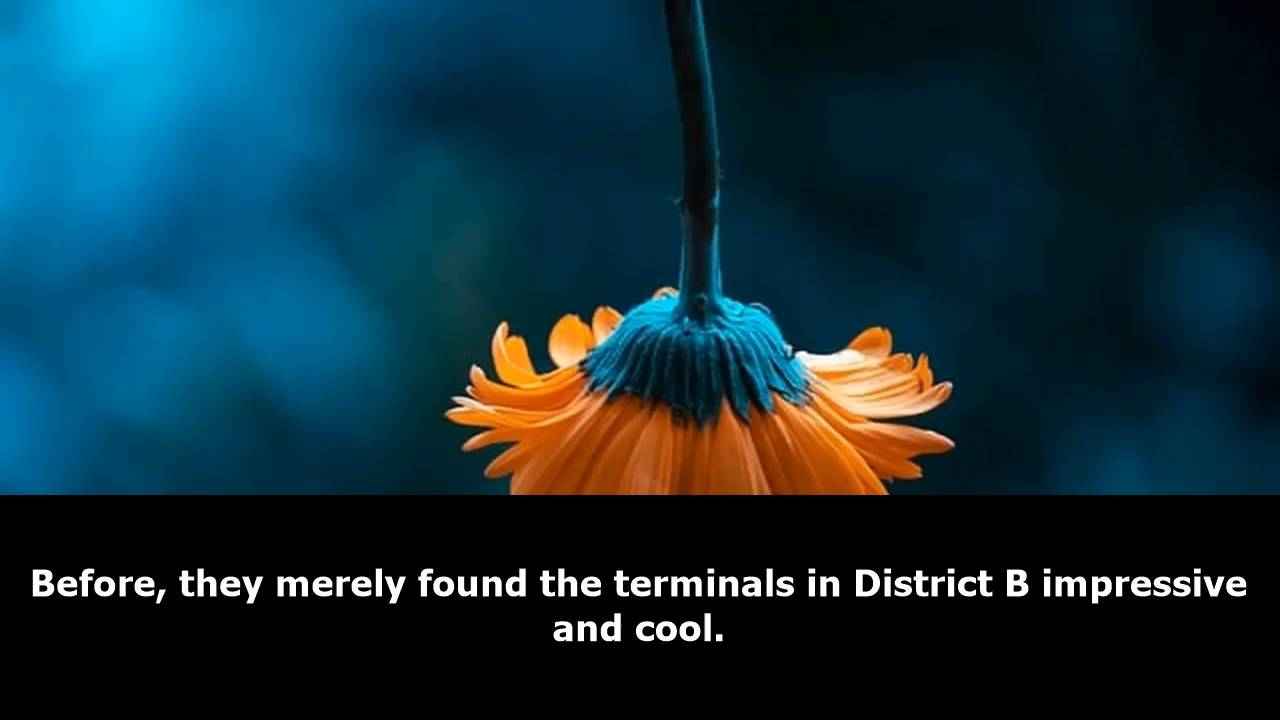 Before, they merely found the terminals in District B impressive
and cool.